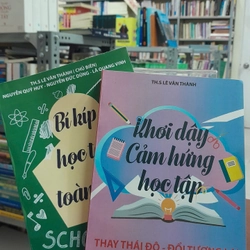 TH.S LÊ VĂN THÀNH (CHỦ BIÊN)
NGUYỄN QUÝ HUY - NGUYỄN ĐỨC DŨNG - LÃ QUANG VINH
Bí kíp
học t
toàn
SCHO
TH.S LÊ VĂN THÀNH
Khơi dậy
Cảm hứng
học tập
THAY THÁI ĐỘ - ĐỔI TƯƠNG